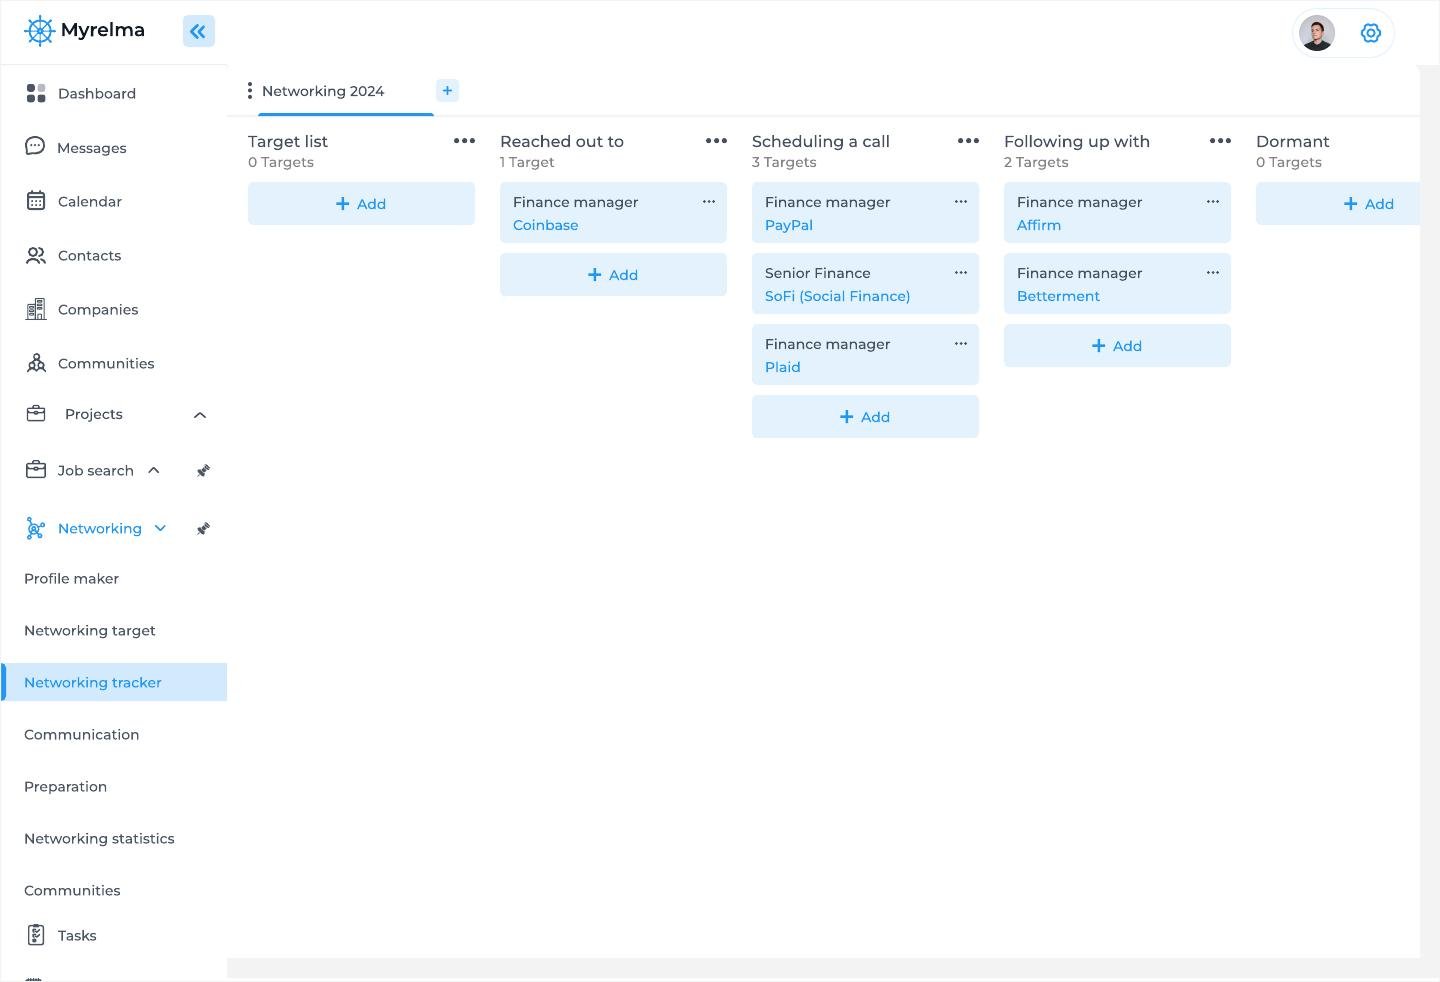 Myrelma
Dashboard
Messages
Calendar
Contacts
Companies
Communities
Projects
Job search
Networking
Profile maker
Networking target
Networking tracker
Communication
Preparation
Networking statistics
Communities
Tasks
Networking 2024
+
Target list
0 Targets
+ Add
Reached out to
1 Target
Finance manager
Coinbase
+ Add
Scheduling a call
3 Targets
Finance manager
PayPal
Senior Finance
SoFi (Social Finance)
Finance manager
Plaid
+ Add
Following up with
2 Targets
Finance manager
Affirm
Finance manager
Betterment
+ Add
Dormant
0 Targets
+ Add